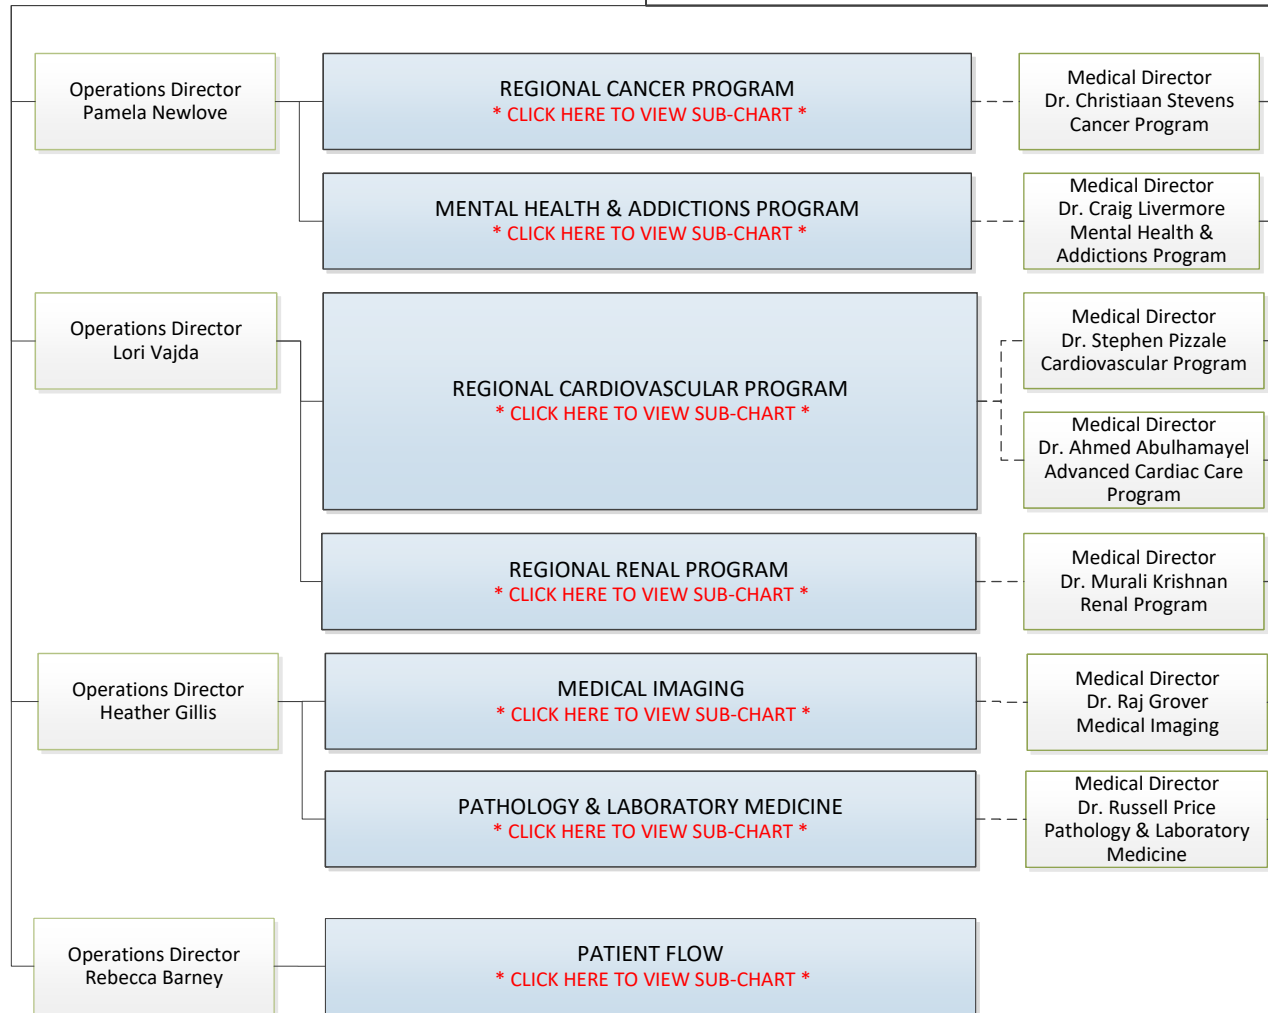 Operations Director
Pamela Newlove
REGIONAL CANCER PROGRAM
* CLICK HERE TO VIEW SUB-CHART *
Medical Director
Dr. Christiaan Stevens
Cancer Program
MENTAL HEALTH & ADDICTIONS PROGRAM
* CLICK HERE TO VIEW SUB-CHART *
Medical Director
Dr. Craig Livermore
Mental Health &
Addictions Program
Operations Director
Lori Vajda
REGIONAL CARDIOVASCULAR PROGRAM
* CLICK HERE TO VIEW SUB-CHART *
Medical Director
Dr. Stephen Pizzale
Cardiovascular Program
Medical Director
Dr. Ahmed Abulhamayel
Advanced Cardiac Care
Program
REGIONAL RENAL PROGRAM
* CLICK HERE TO VIEW SUB-CHART *
Medical Director
Dr. Murali Krishnan
Renal Program
Operations Director
Heather Gillis
MEDICAL IMAGING
* CLICK HERE TO VIEW SUB-CHART *
Medical Director
Dr. Raj Grover
Medical Imaging
PATHOLOGY & LABORATORY MEDICINE
* CLICK HERE TO VIEW SUB-CHART *
Medical Director
Dr. Russell Price
Pathology & Laboratory
Medicine
Operations Director
Rebecca Barney
PATIENT FLOW
* CLICK HERE TO VIEW SUB-CHART *